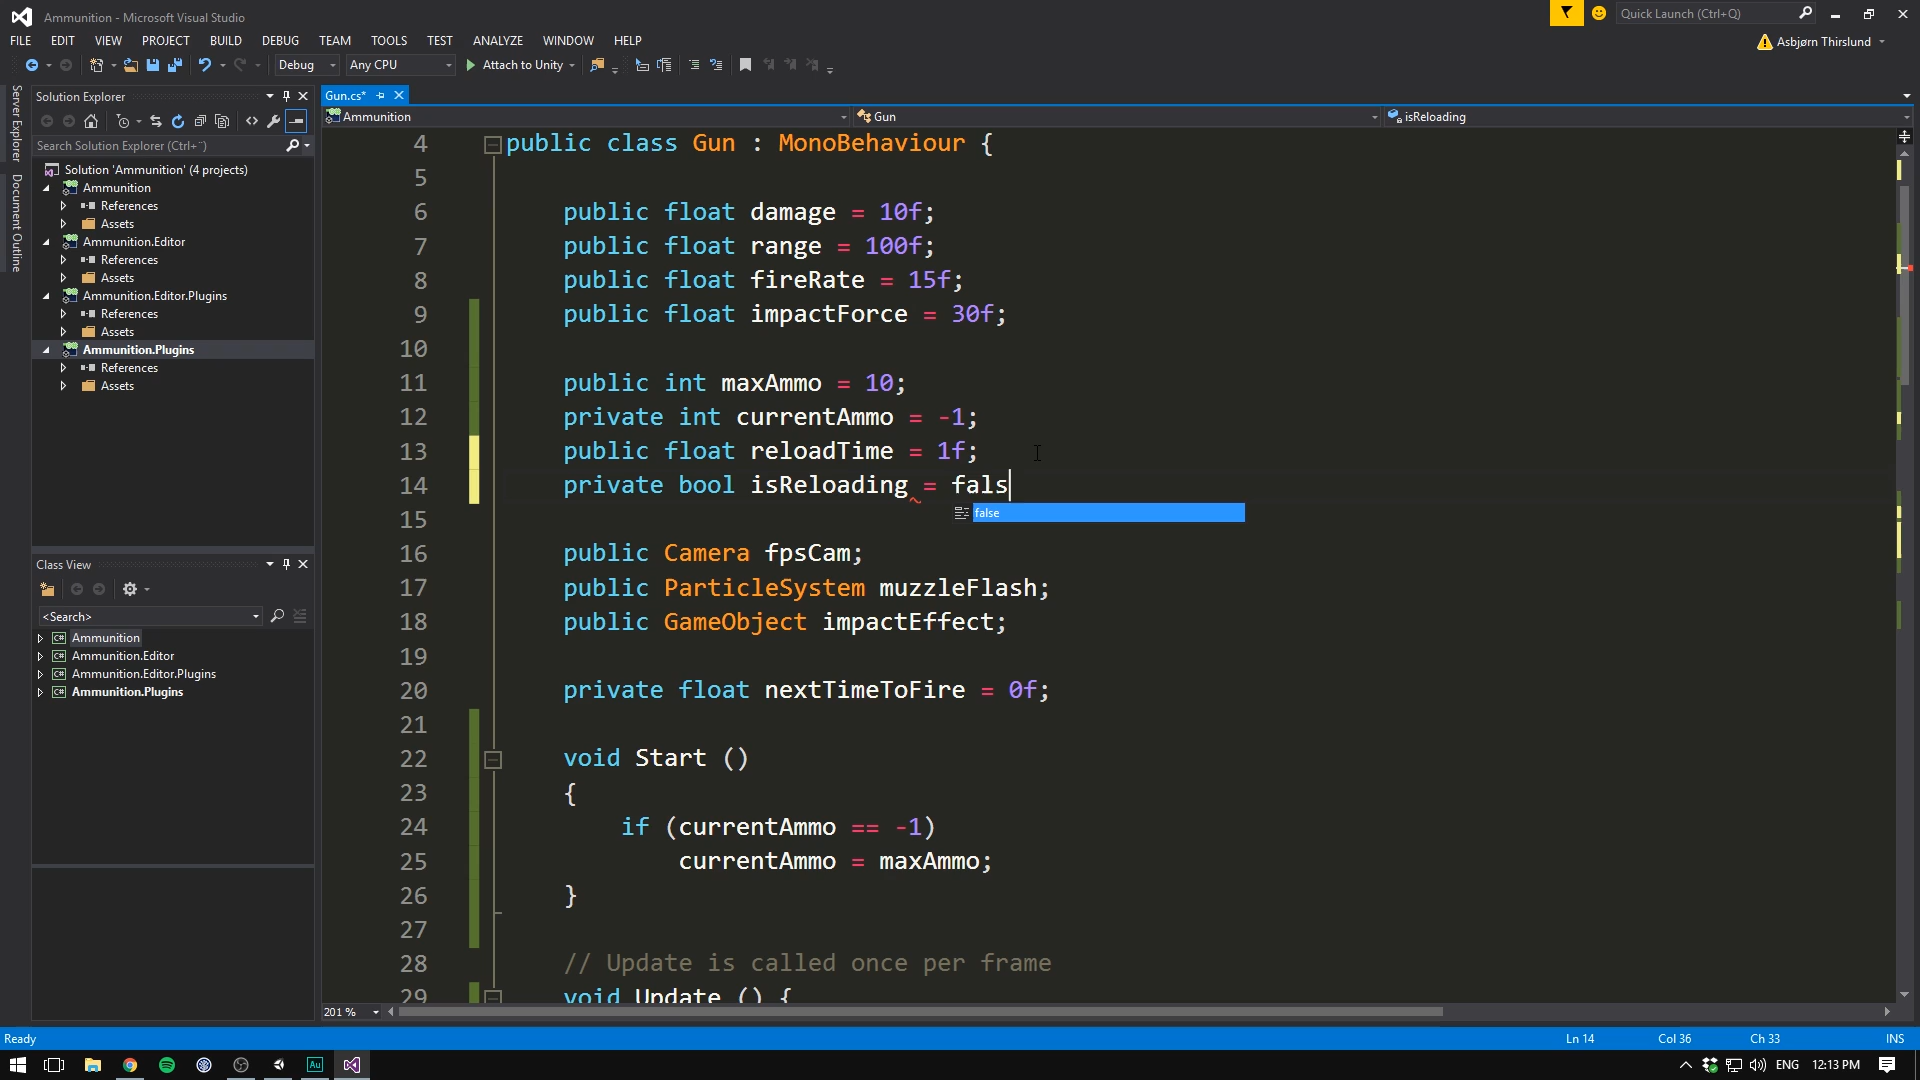 Ammunition - Microsoft Visual Studio
Quick Launch (Ctrl+Q)
FILE EDIT VIEW PROJECT BUILD DEBUG TEAM TOOLS TEST ANALYZE WINDOW HELP
Asbjørn Thirslund
Debug Any CPU Attach to Unity
Server Explorer
Document Outline
Solution Explorer
Search Solution Explorer (Ctrl+¨)
Solution 'Ammunition' (4 projects)
Ammunition
References
Assets
Ammunition.Editor
References
Assets
Ammunition.Editor.Plugins
References
Assets
Ammunition.Plugins
References
Assets
Class View
<Search>
Ammunition
Ammunition.Editor
Ammunition.Editor.Plugins
Ammunition.Plugins
Gun.cs*
Ammunition Gun isReloading
4 public class Gun : MonoBehaviour {
5
6 public float damage = 10f;
7 public float range = 100f;
8 public float fireRate = 15f;
9 public float impactForce = 30f;
10
11 public int maxAmmo = 10;
12 private int currentAmmo = -1;
13 public float reloadTime = 1f;
14 private bool isReloading = fals
false
15
16 public Camera fpsCam;
17 public ParticleSystem muzzleFlash;
18 public GameObject impactEffect;
19
20 private float nextTimeToFire = 0f;
21
22 void Start ()
23 {
24 if (currentAmmo == -1)
25 currentAmmo = maxAmmo;
26 }
27
28 // Update is called once per frame
29 void Update () {
201 %
Ready Ln 14 Col 36 Ch 33 INS
Au ENG 12:13 PM